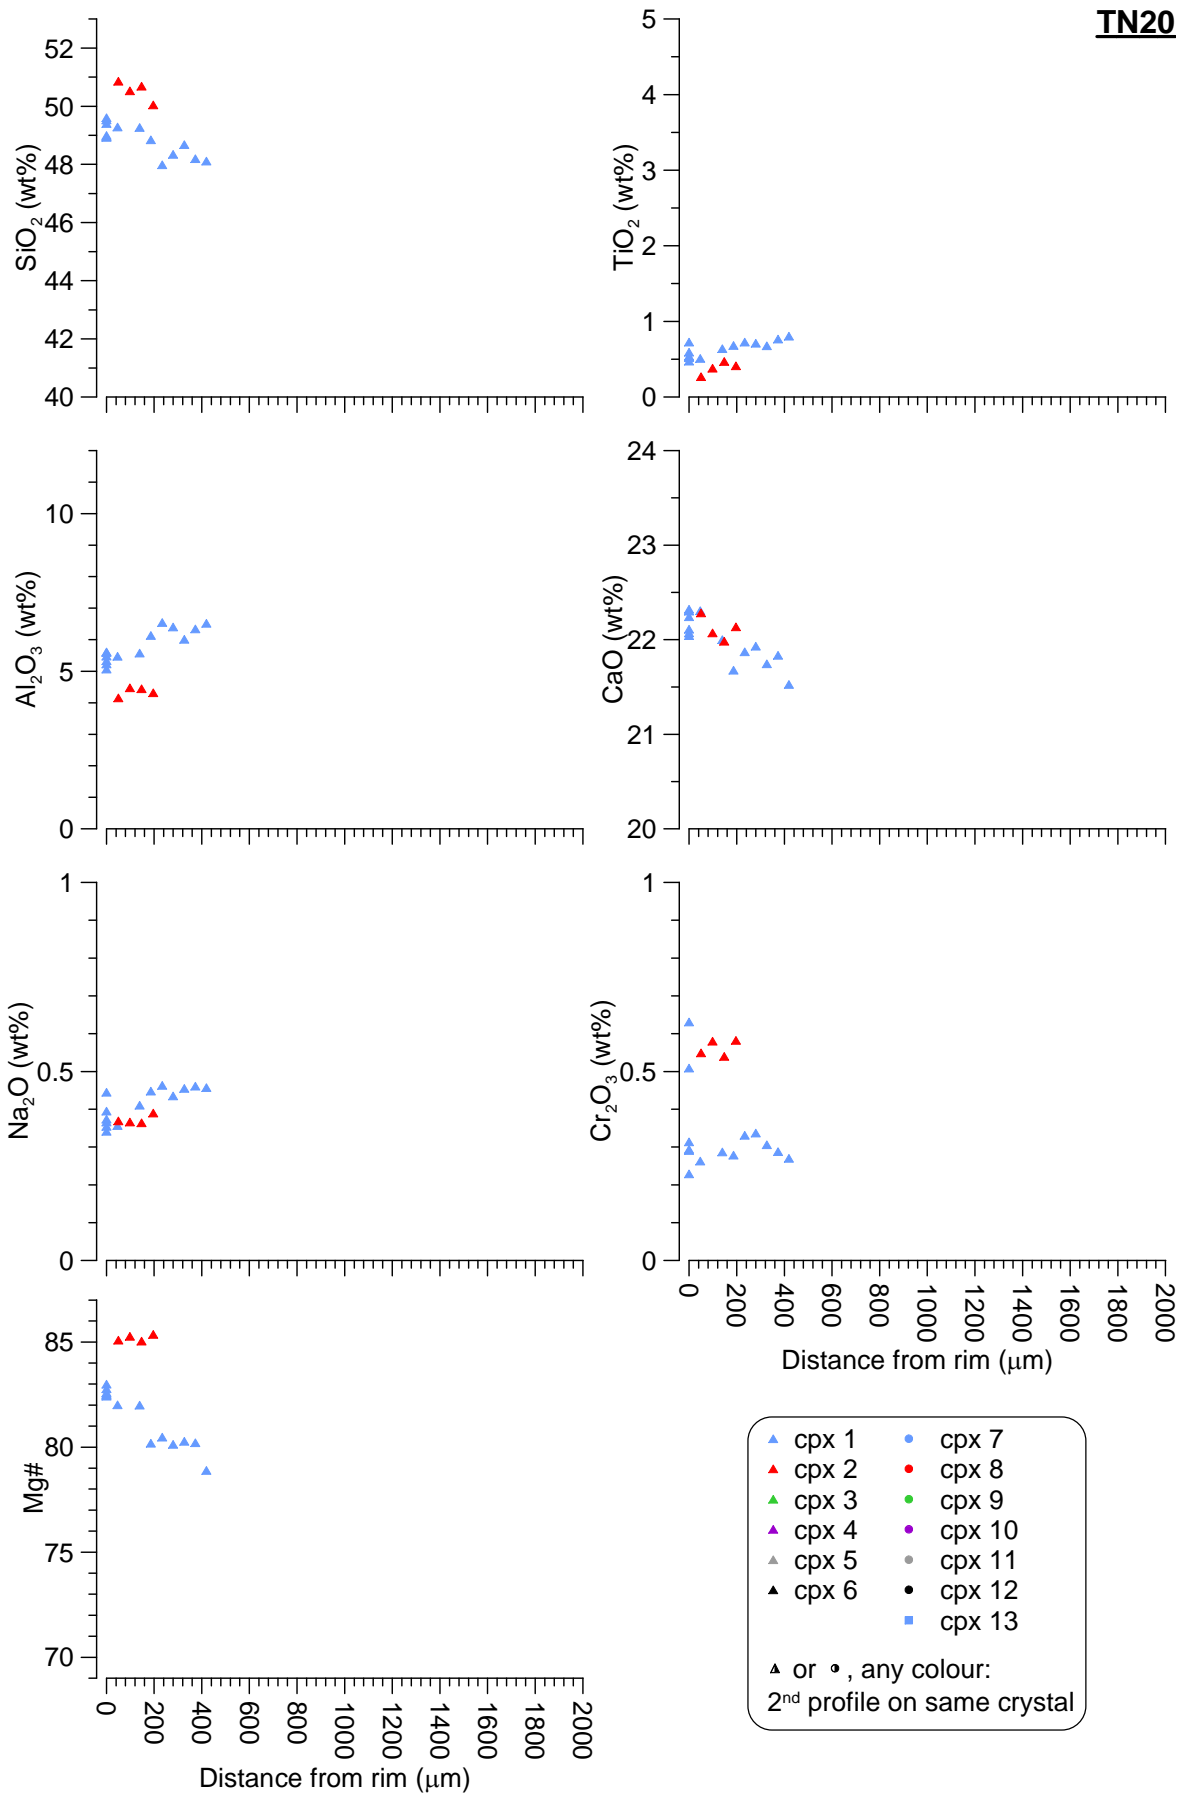 TN20
52
50
48
46
44
42
40
SiO₂ (wt%)
5
4
3
2
1
0
TiO₂ (wt%)
10
5
0
Al₂O₃ (wt%)
24
23
22
21
20
CaO (wt%)
1
0.5
0
Na₂O (wt%)
1
0.5
0
Cr₂O₃ (wt%)
0 200 400 600 800 1000 1200 1400 1600 1800 2000
Distance from rim (µm)
85
80
75
70
Mg#
0 200 400 600 800 1000 1200 1400 1600 1800 2000
Distance from rim (µm)
cpx 1
cpx 2
cpx 3
cpx 4
cpx 5
cpx 6
cpx 7
cpx 8
cpx 9
cpx 10
cpx 11
cpx 12
cpx 13
or , any colour:
2nd profile on same crystal